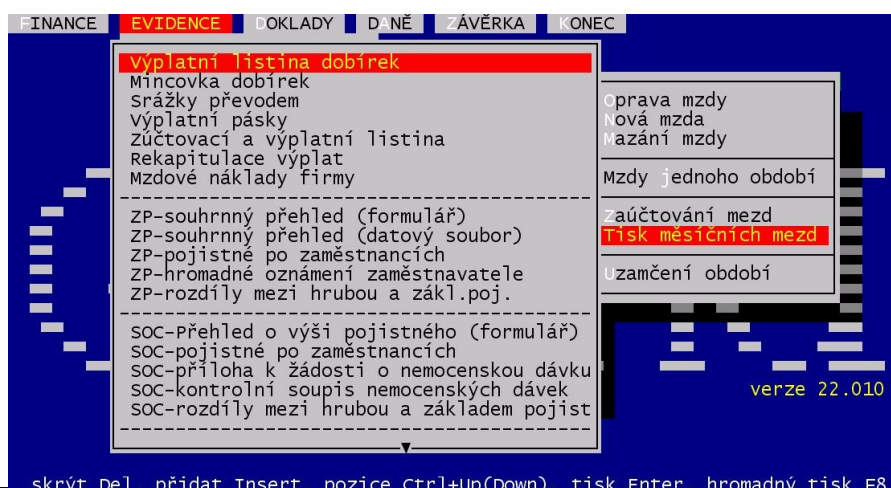 FINANCE EVIDENCE DOKLADY DANĚ ZÁVĚRKA KONEC
Výplatní listina dobírek
Mincovka dobírek
Srážky převodem
Výplatní pásky
Zúčtovací a výplatní listina
Rekapitulace výplat
Mzdové náklady firmy
ZP-souhrnný přehled (formulář)
ZP-souhrnný přehled (datový soubor)
ZP-pojistné po zaměstnancích
ZP-hromadné oznámení zaměstnavatele
ZP-rozdíly mezi hrubou a zákl.poj.
SOC-Přehled o výši pojistného (formulář)
SOC-pojistné po zaměstnancích
SOC-příloha k žádosti o nemocenskou dávku
SOC-kontrolní soupis nemocenských dávek
SOC-rozdíly mezi hrubou a základem pojist
Oprava mzdy
Nová mzda
Mazání mzdy
Mzdy jednoho období
Zaúčtování mezd
Tisk měsíčních mezd
Uzamčení období
verze 22.010
skrýt Del, přidat Insert, pozice Ctrl+Up(Down), tisk Enter, hromadný tisk F8